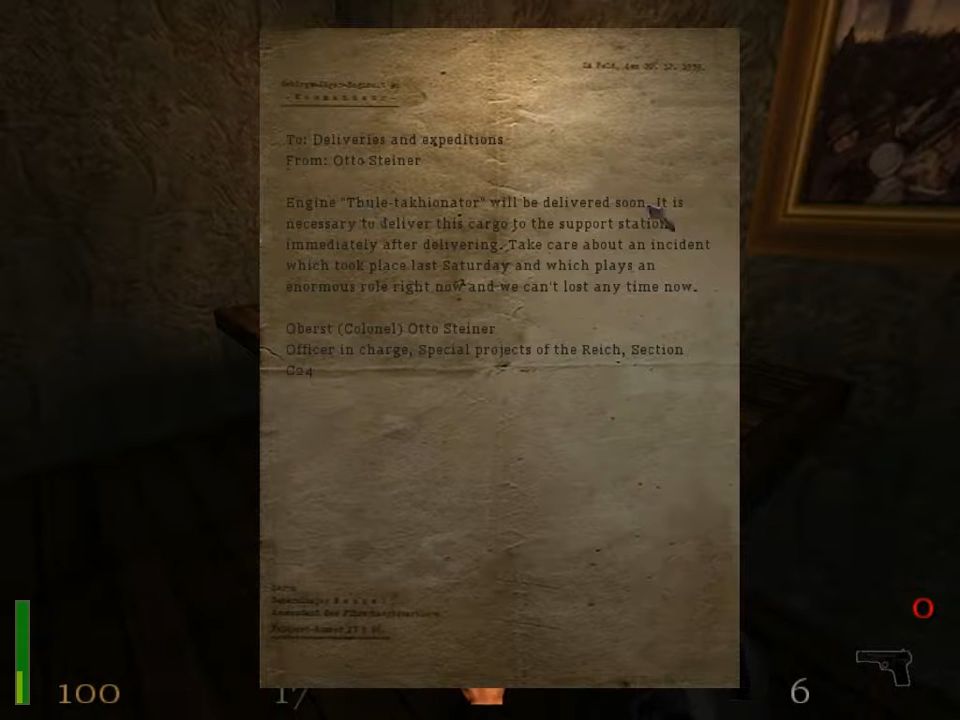 To: Deliveries and expeditions
From: Otto Steiner
Engine "Thule-takhionator" will be delivered soon. It is
necessary to deliver this cargo to the support station
immediately after delivering. Take care about an incident
which took place last Saturday and which plays an
enormous role right now and we can't lost any time now.
Oberst (Colonel) Otto Steiner
Officer in charge, Special projects of the Reich, Section
C24
O
100
17
6